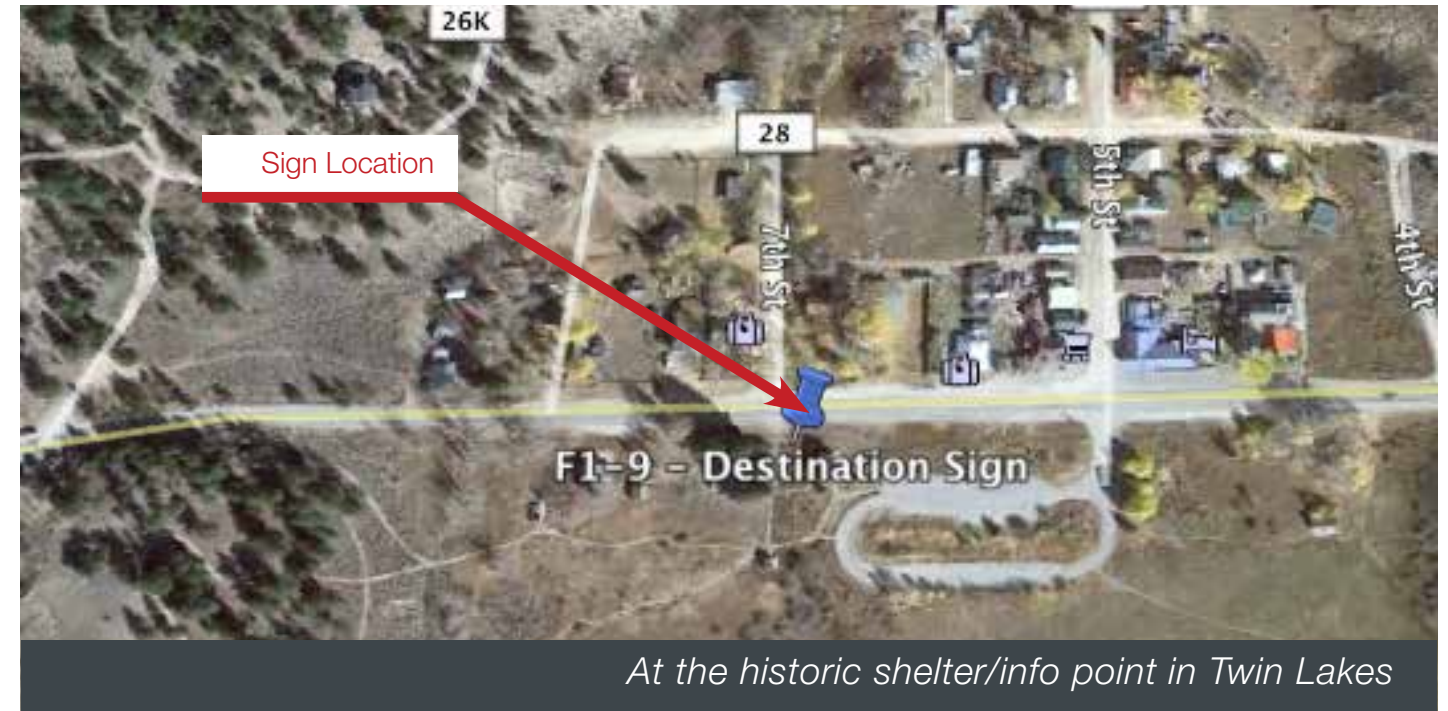 26K
28
Sign Location
5th St
7th St
4th St
F1-9 - Destination Sign
At the historic shelter/info point in Twin Lakes